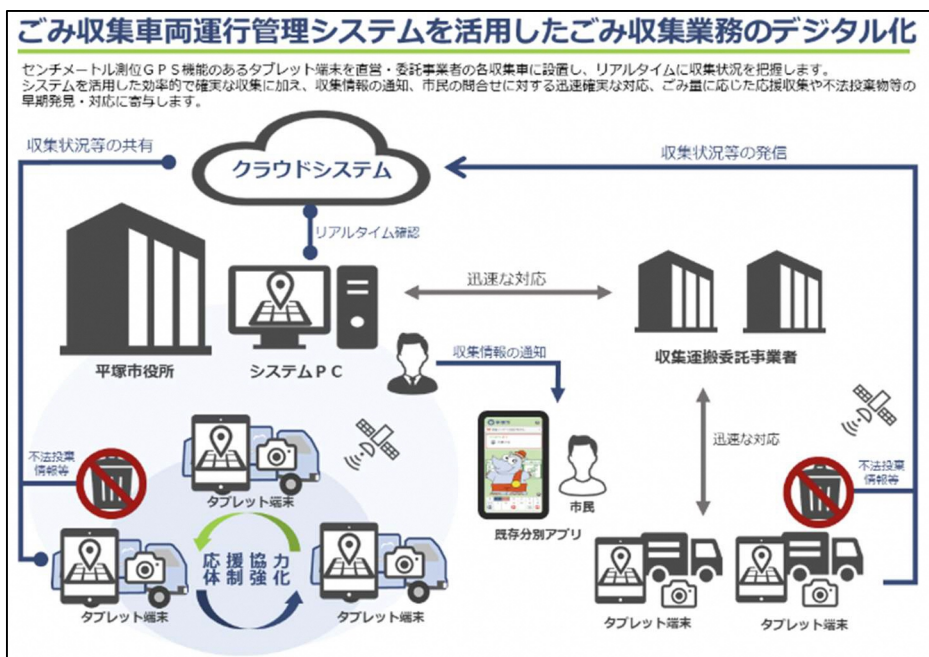 ごみ収集車両運行管理システムを活用したごみ収集業務のデジタル化
センチメートル測位ＧＰＳ機能のあるタブレット端末を直営・委託事業者の各収集車に設置し、リアルタイムに収集状況を把握します。
システムを活用した効率的で確実な収集に加え、収集情報の通知、市民の問合せに対する迅速確実な対応、ごみ量に応じた応援収集や不法投棄物等の
早期発見・対応に寄与します。
収集状況等の共有
クラウドシステム
収集状況等の発信
リアルタイム確認
迅速な対応
平塚市役所
システムＰＣ
収集情報の通知
収集運搬委託事業者
迅速な対応
不法投棄
情報等
タブレット端末
市民
既存分別アプリ
不法投棄
情報等
応援協力
体制強化
タブレット端末
タブレット端末
タブレット端末
タブレット端末